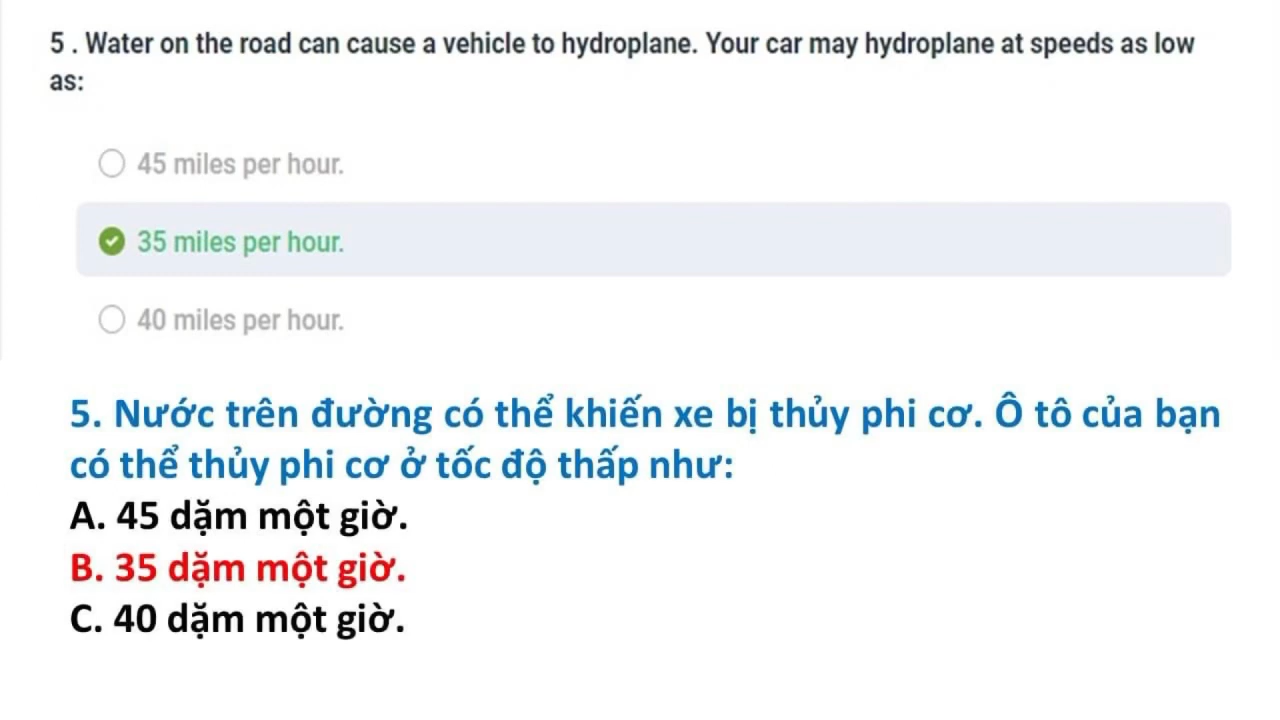 5 . Water on the road can cause a vehicle to hydroplane. Your car may hydroplane at speeds as low
as:
45 miles per hour.
35 miles per hour.
40 miles per hour.
5. Nước trên đường có thể khiến xe bị thủy phi cơ. Ô tô của bạn
có thể thủy phi cơ ở tốc độ thấp như:
A. 45 dặm một giờ.
B. 35 dặm một giờ.
C. 40 dặm một giờ.